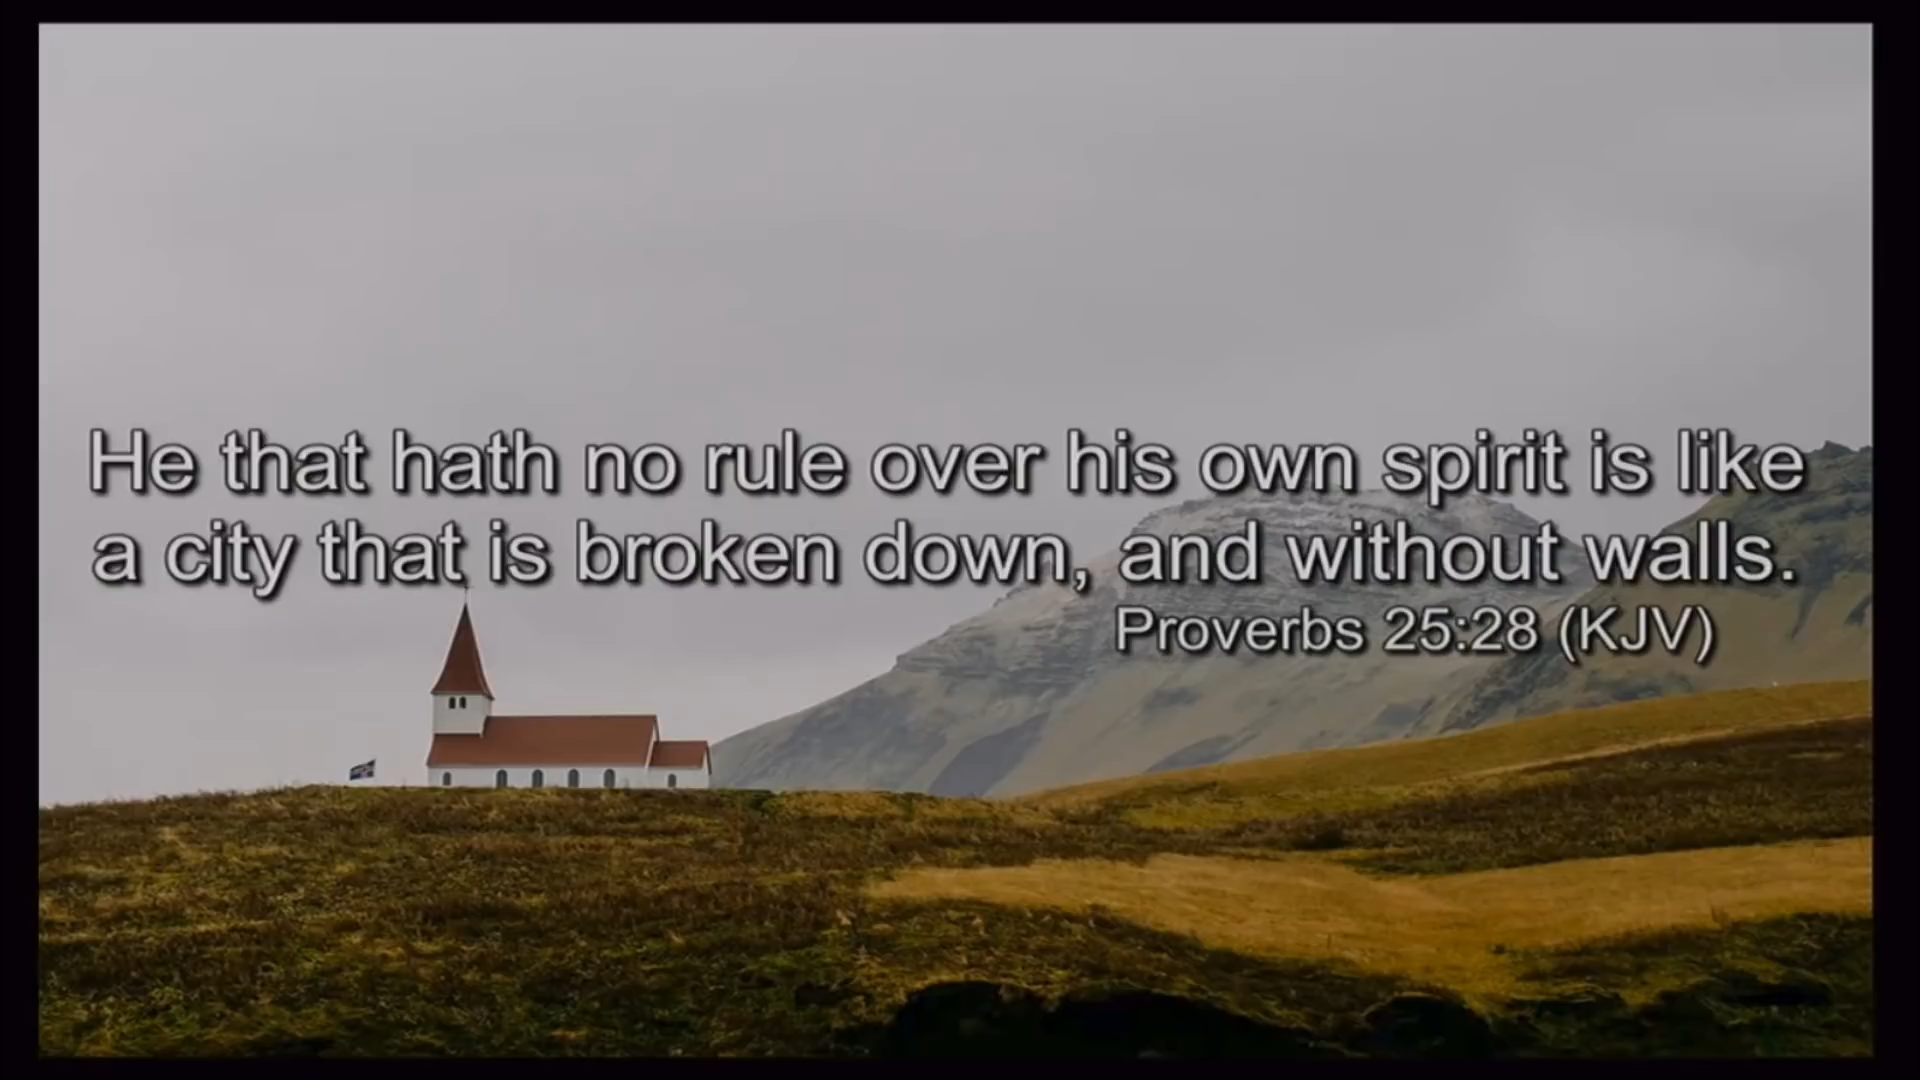 He that hath no rule over his own spirit is like
a city that is broken down, and without walls.
Proverbs 25:28 (KJV)